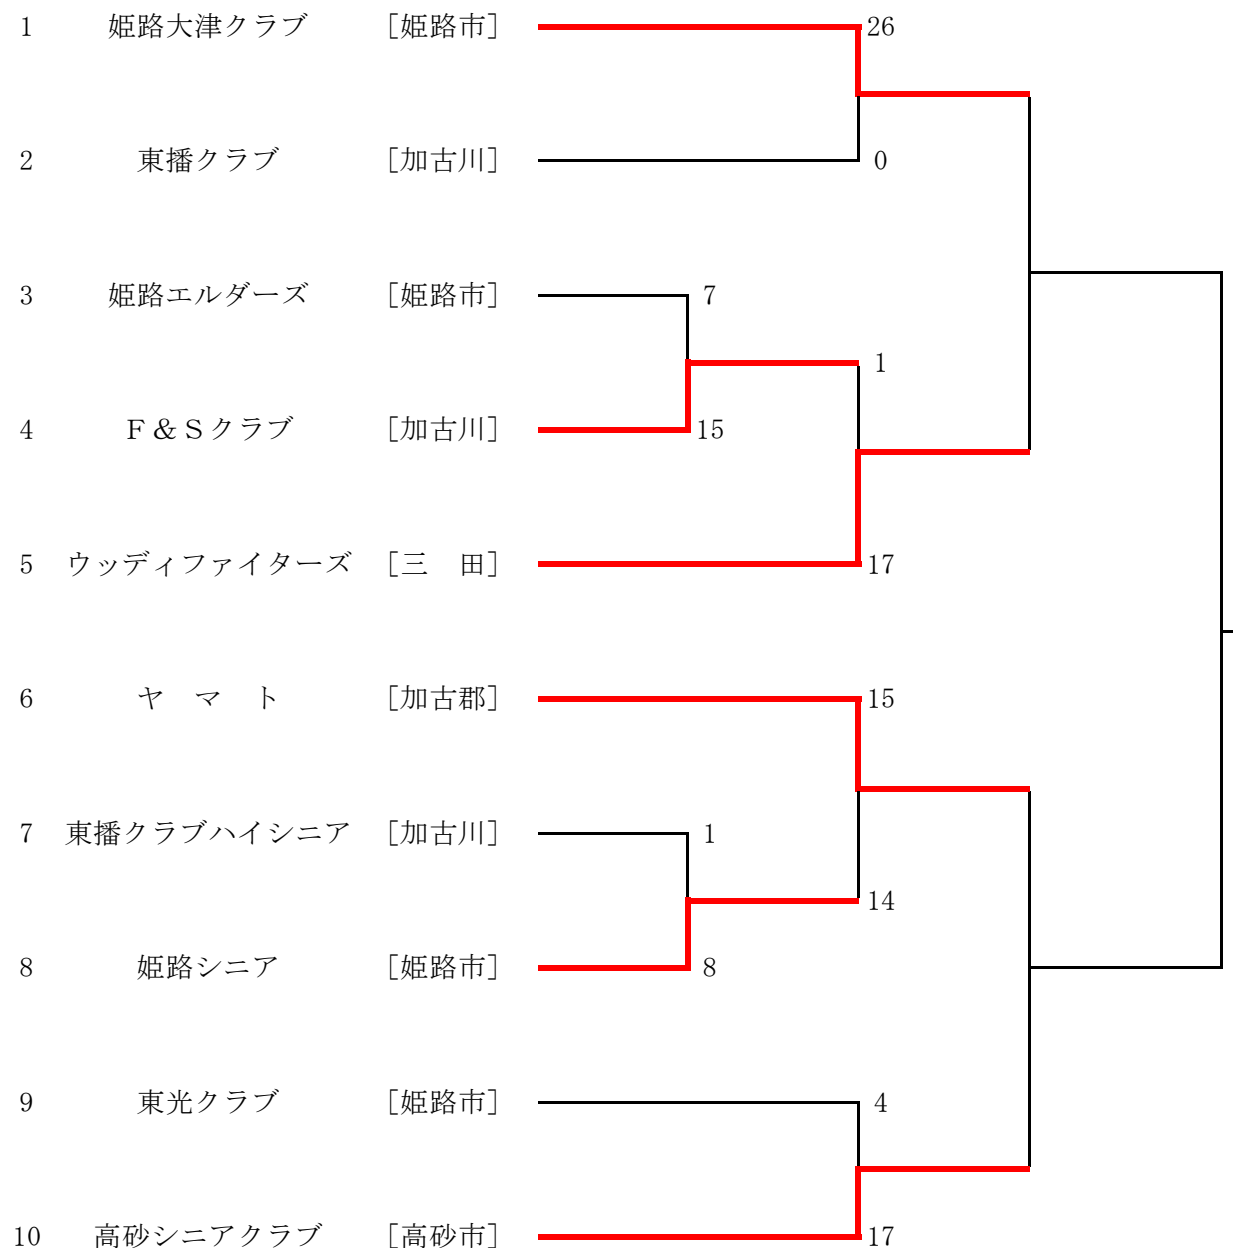 1 姫路大津クラブ [姫路市] 26
2 東播クラブ [加古川] 0
3 姫路エルダーズ [姫路市] 7
1
4 F&Sクラブ [加古川] 15
5 ウッディファイターズ [三　田] 17
6 ヤ　マ　ト [加古郡] 15
7 東播クラブハイシニア [加古川] 1
14
8 姫路シニア [姫路市] 8
9 東光クラブ [姫路市] 4
10 高砂シニアクラブ [高砂市] 17